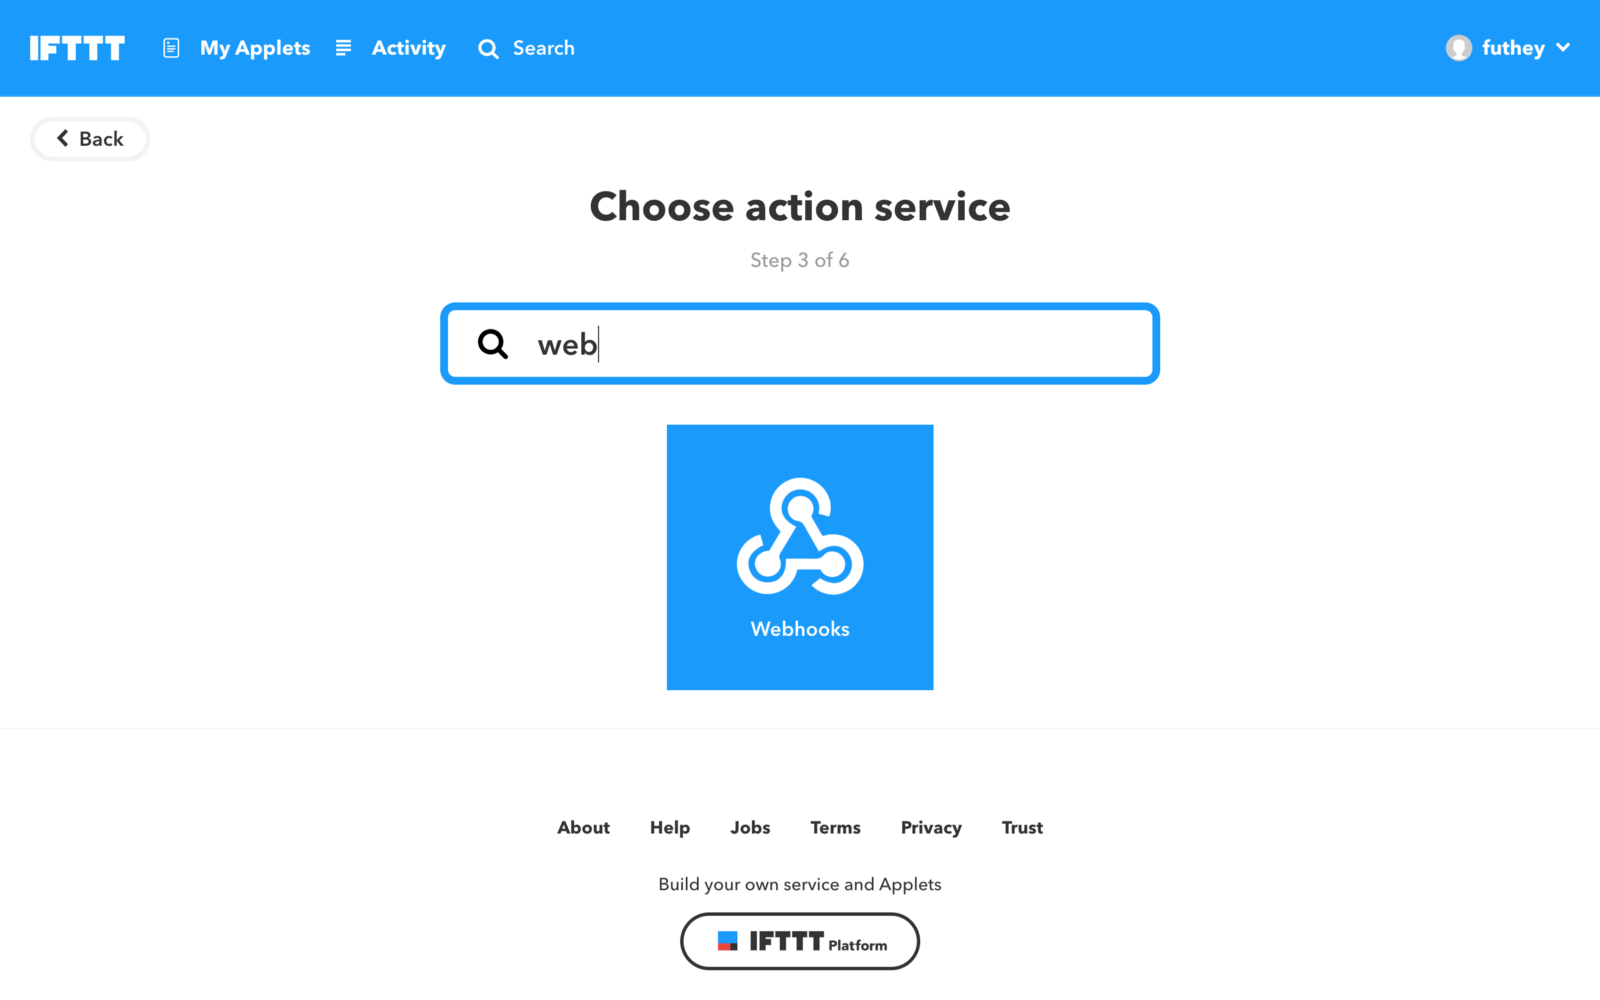 IFTTT My Applets Activity Search futhey
Back
Choose action service
Step 3 of 6
web
Webhooks
About Help Jobs Terms Privacy Trust
Build your own service and Applets
IFTTT Platform